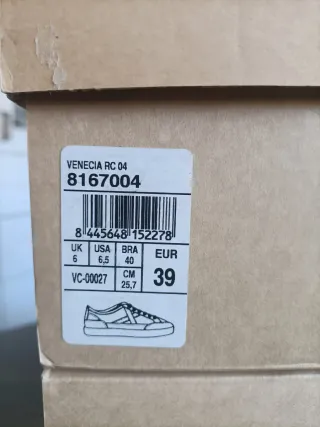 VENECIA RC 04
8167004
8 445648 152278
UK USA BRA EUR
6 6,5 40 39
VC-00027 CM 25,7